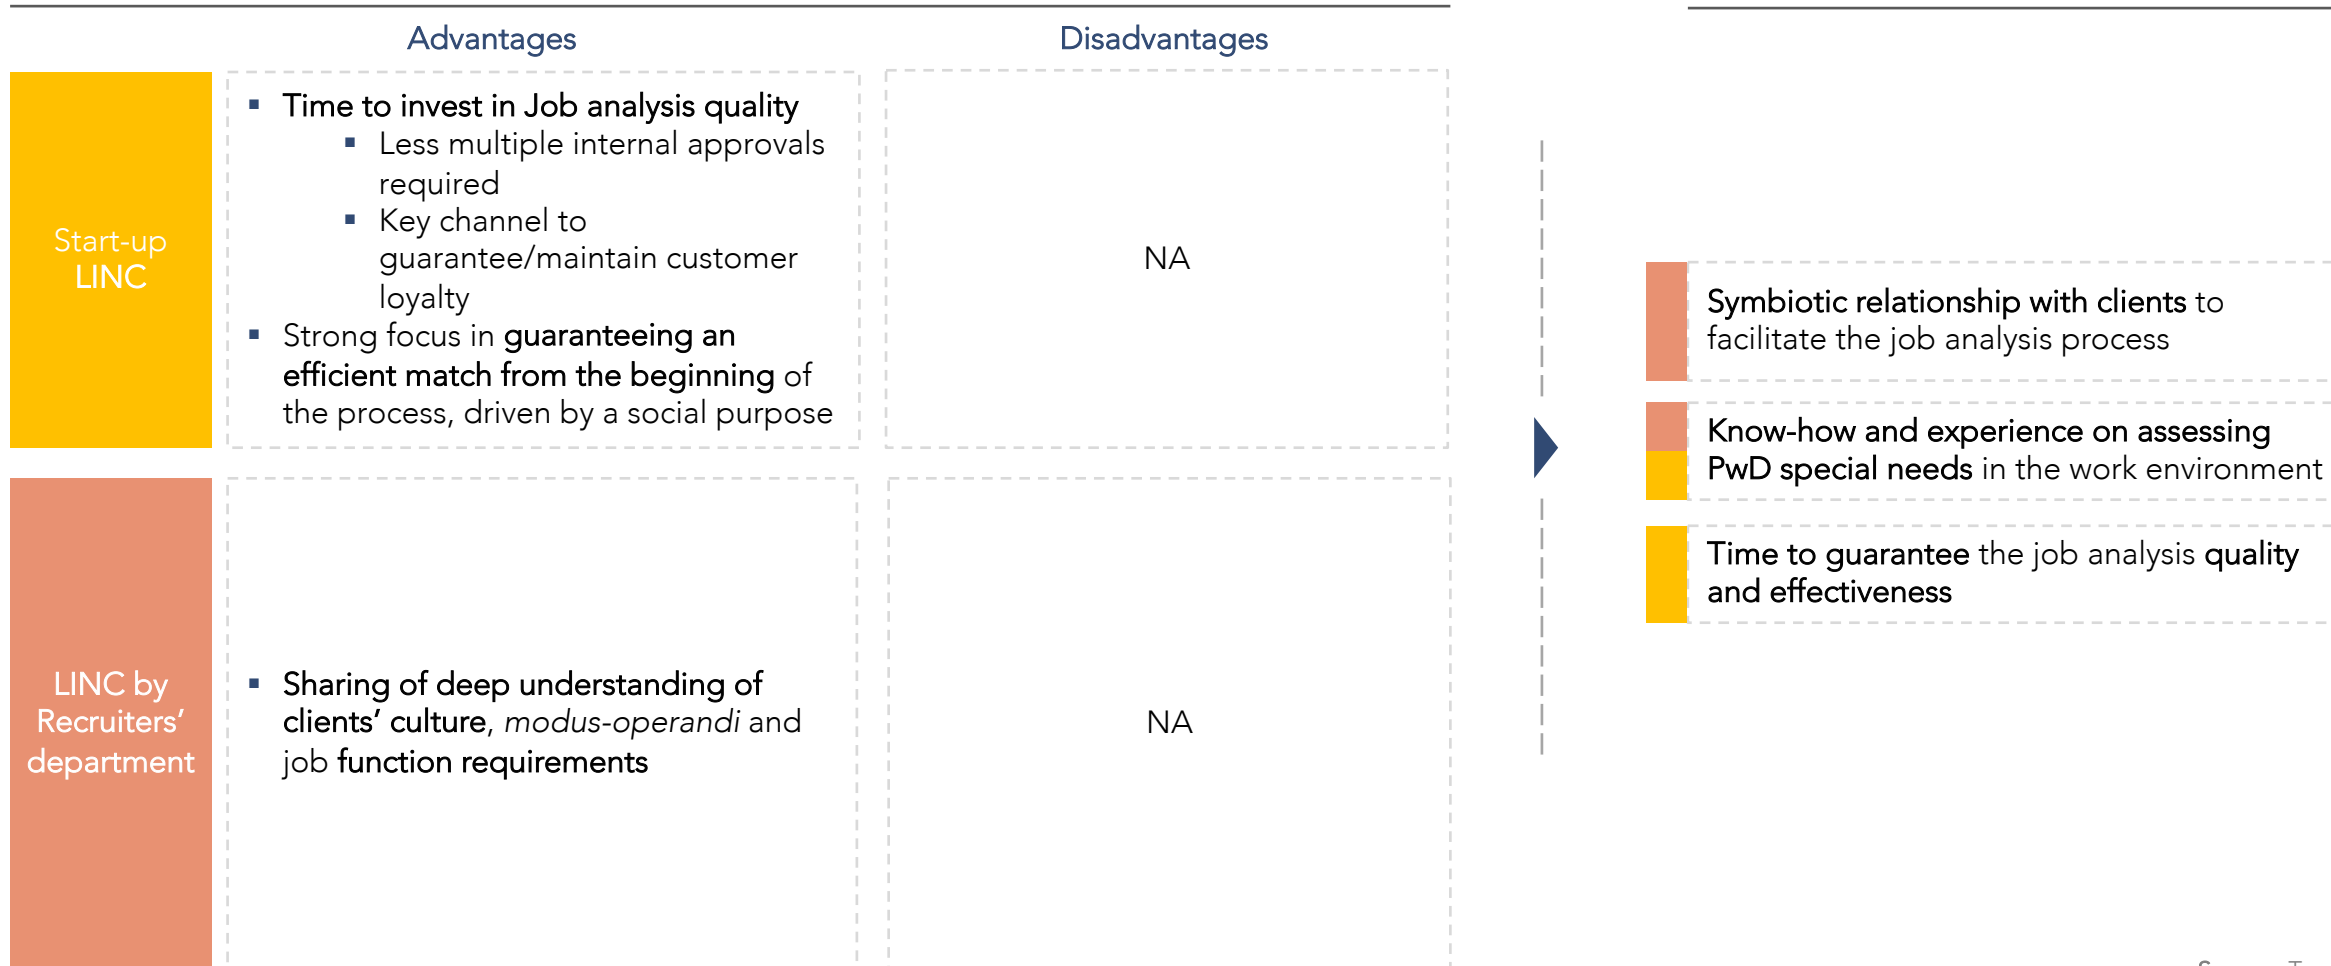 Advantages
Disadvantages
Start-up
LINC
▪ Time to invest in Job analysis quality
▪ Less multiple internal approvals
required
▪ Key channel to
guarantee/maintain customer
loyalty
▪ Strong focus in guaranteeing an
efficient match from the beginning of
the process, driven by a social purpose
NA
LINC by
Recruiters’
department
▪ Sharing of deep understanding of
clients’ culture, modus-operandi and
job function requirements
NA
Symbiotic relationship with clients to
facilitate the job analysis process
Know-how and experience on assessing
PwD special needs in the work environment
Time to guarantee the job analysis quality
and effectiveness